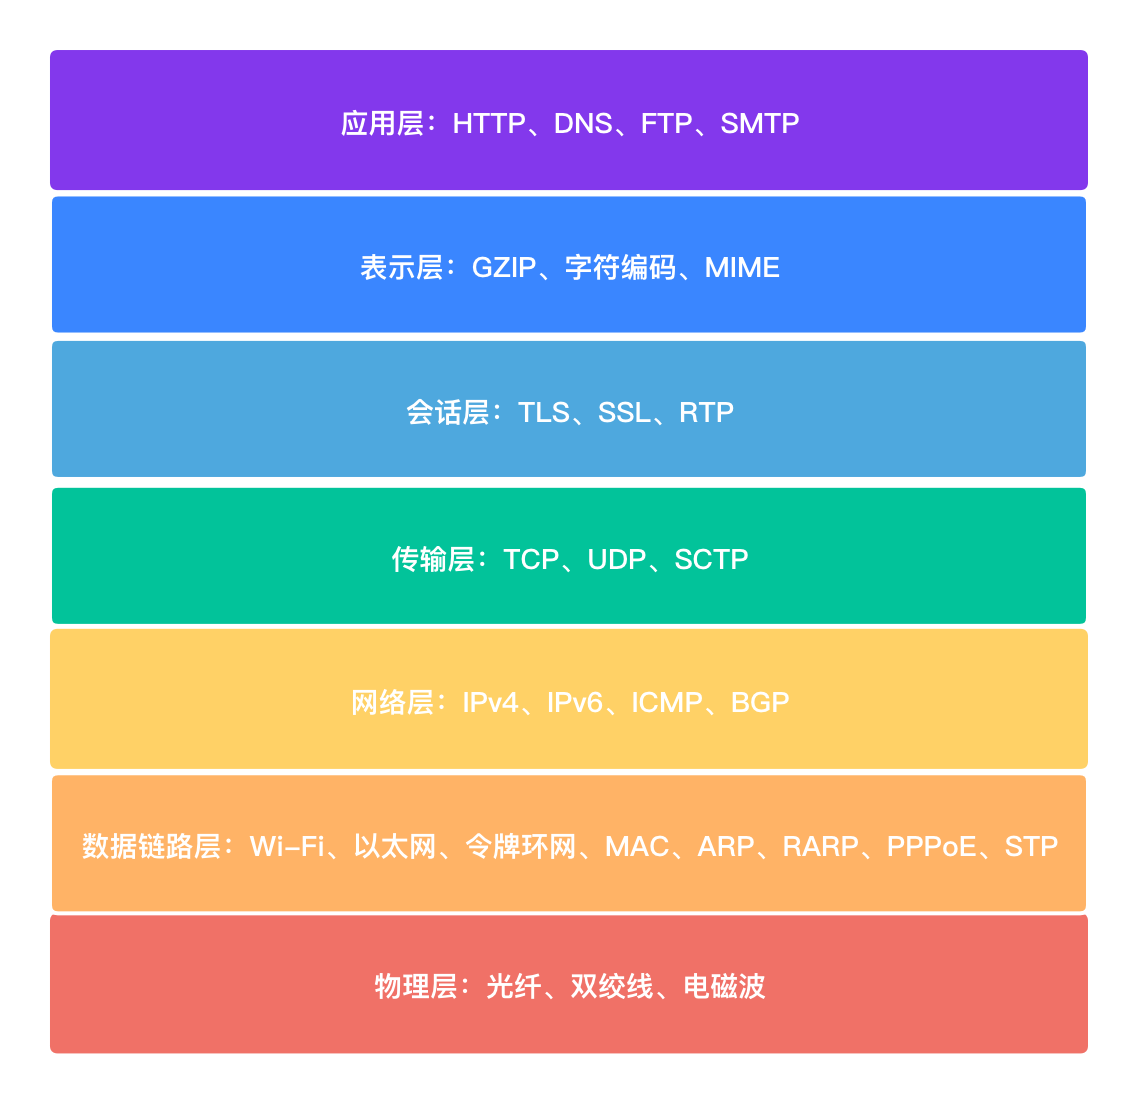 应用层：HTTP、DNS、FTP、SMTP
表示层：GZIP、字符编码、MIME
会话层：TLS、SSL、RTP
传输层：TCP、UDP、SCTP
网络层：IPv4、IPv6、ICMP、BGP
数据链路层：Wi-Fi、以太网、令牌环网、MAC、ARP、RARP、PPPoE、STP
物理层：光纤、双绞线、电磁波